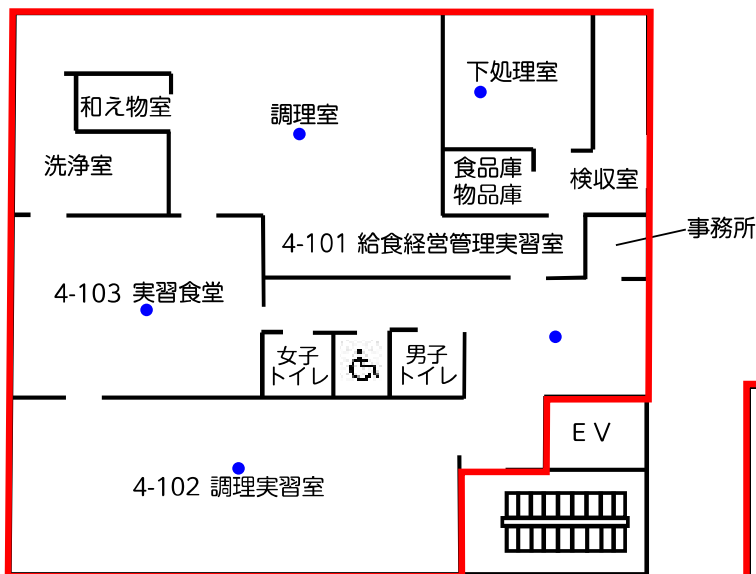 下処理室
和え物室
調理室
洗浄室
食品庫
物品庫
検収室
事務所
4-101 給食経営管理実習室
4-103 実習食堂
女子
トイレ
男子
トイレ
EV
4-102 調理実習室